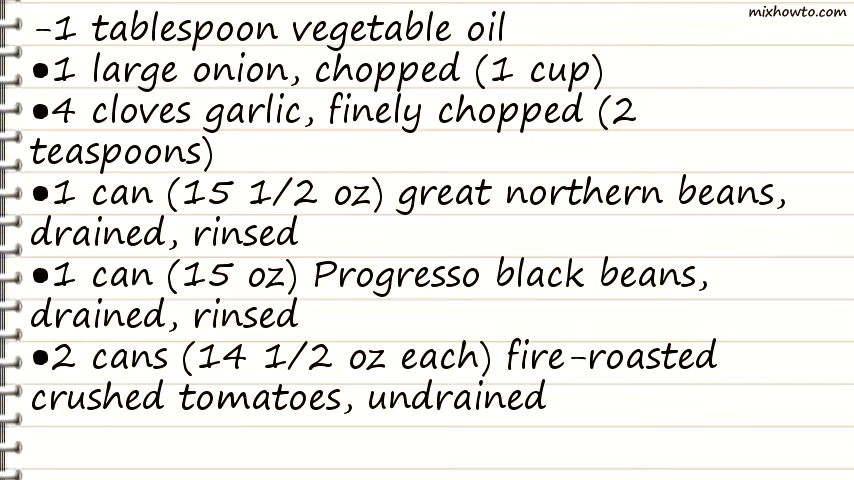 mixhowto.com
-1 tablespoon vegetable oil
•1 large onion, chopped (1 cup)
•4 cloves garlic, finely chopped (2
teaspoons)
•1 can (15 1/2 oz) great northern beans,
drained, rinsed
•1 can (15 oz) Progresso black beans,
drained, rinsed
•2 cans (14 1/2 oz each) fire-roasted
crushed tomatoes, undrained